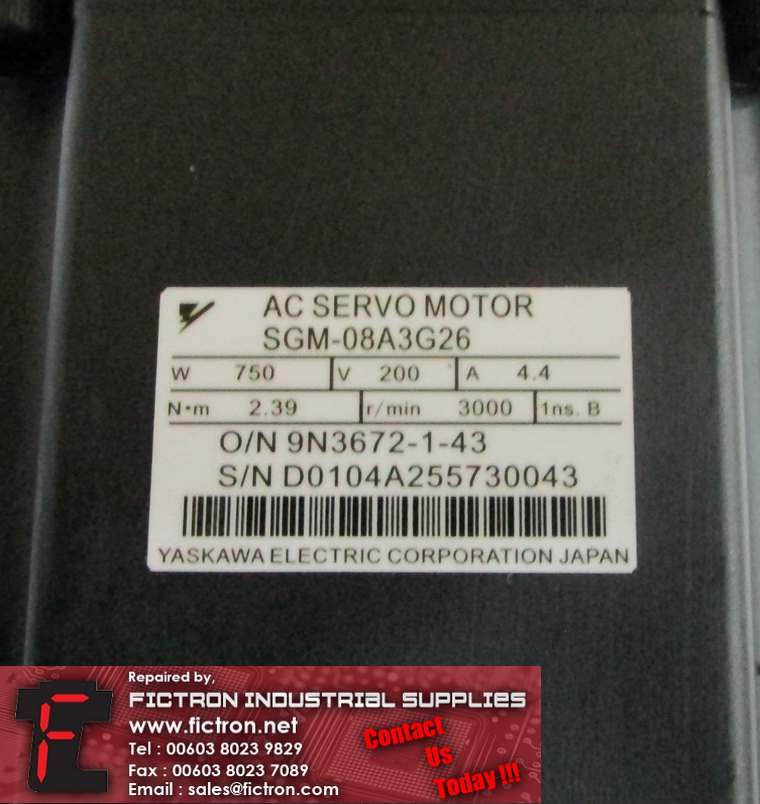 AC SERVO MOTOR
SGM-08A3G26
W 750 V 200 A 4.4
N•m 2.39 r/min 3000 1ns. B
O/N 9N3672-1-43
S/N D0104A255730043
YASKAWA ELECTRIC CORPORATION JAPAN
Repaired by,
FICTRON INDUSTRIAL SUPPLIES
www.fictron.net
Tel : 00603 8023 9829
Fax : 00603 8023 7089
Email : sales@fictron.com
Contact
Us
Today !!!